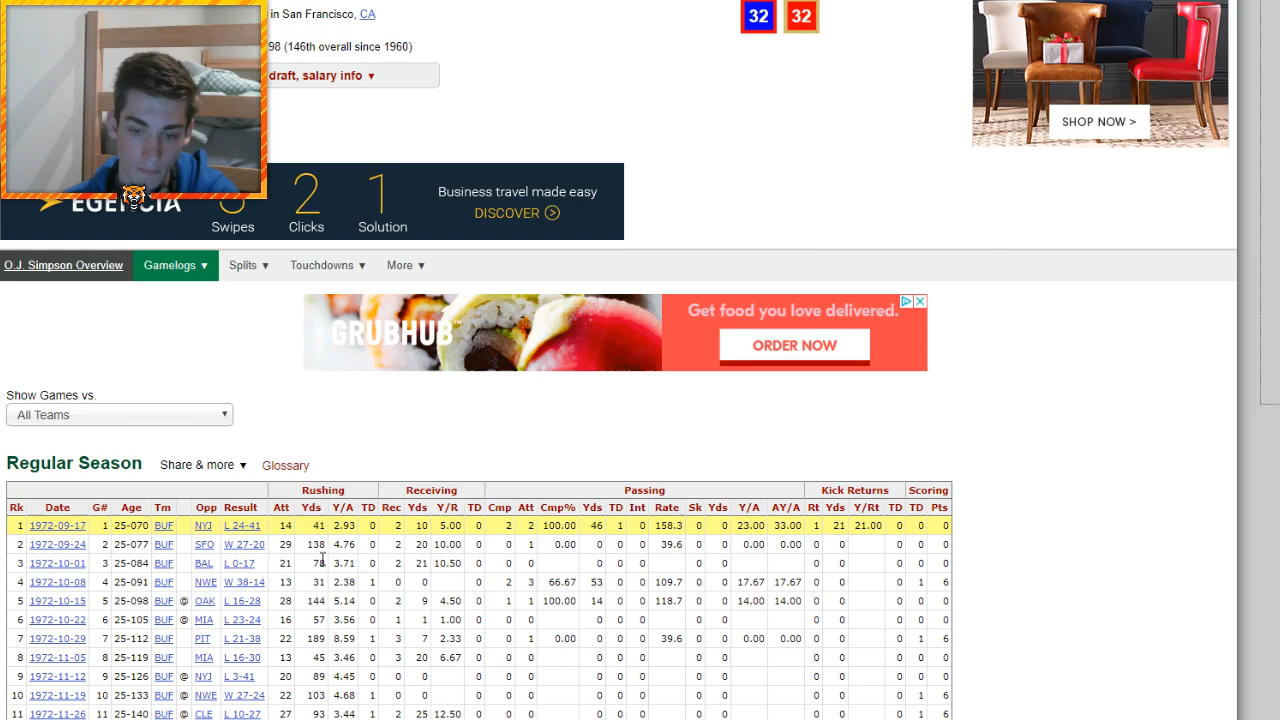 in San Francisco, CA
98 (146th overall since 1960)
draft, salary info ▼
32 32
SHOP NOW >
EGENCIA
3 2 1
Swipes Clicks Solution
Business travel made easy
DISCOVER
O.J. Simpson Overview Gamelogs ▼ Splits ▼ Touchdowns ▼ More ▼
GRUBHUB™
Get food you love delivered.
ORDER NOW
Show Games vs.
All Teams
Regular Season Share & more ▼ Glossary
Rushing Receiving Passing Kick Returns Scoring
Rk Date G# Age Tm Opp Result Att Yds Y/A TD Rec Yds Y/R TD Cmp Att Cmp% Yds TD Int Rate Sk Yds Y/A AY/A Rt Yds Y/Rt TD TD Pts
1 1972-09-17 1 25-070 BUF NYJ L 24-41 14 41 2.93 0 2 10 5.00 0 2 2 100.00 46 1 0 158.3 0 0 23.00 33.00 1 21 21.00 0 0 0
2 1972-09-24 2 25-077 BUF SFO W 27-20 29 138 4.76 0 2 20 10.00 0 0 1 0.00 0 0 0 39.6 0 0 0.00 0.00 0 0 0 0 0
3 1972-10-01 3 25-084 BUF BAL L 0-17 21 78 3.71 0 2 21 10.50 0 0 0 0 0 0 0 0 0 0 0 0 0
4 1972-10-08 4 25-091 BUF NWE W 38-14 13 31 2.38 1 0 0 0 2 3 66.67 53 0 0 109.7 0 0 17.67 17.67 0 0 0 1 6
5 1972-10-15 5 25-098 BUF @ OAK L 16-28 28 144 5.14 0 2 9 4.50 0 1 1 100.00 14 0 0 118.7 0 0 14.00 14.00 0 0 0 0 0
6 1972-10-22 6 25-105 BUF @ MIA L 23-24 16 57 3.56 0 1 1 1.00 0 0 0 0 0 0 0 0 0 0 0 0 0
7 1972-10-29 7 25-112 BUF PIT L 21-38 22 189 8.59 1 3 7 2.33 0 0 1 0.00 0 0 0 39.6 0 0 0.00 0.00 0 0 0 1 6
8 1972-11-05 8 25-119 BUF MIA L 16-30 13 45 3.46 0 3 20 6.67 0 0 0 0 0 0 0 0 0 0 0 0 0
9 1972-11-12 9 25-126 BUF @ NYJ L 3-41 20 89 4.45 0 0 0 0 0 0 0 0 0 0 0 0 0 0 0 0
10 1972-11-19 10 25-133 BUF @ NWE W 27-24 22 103 4.68 1 0 0 0 0 0 0 0 0 0 0 0 0 0 1 6
11 1972-11-26 11 25-140 BUF @ CLE L 10-27 27 93 3.44 1 2 25 12.50 0 0 0 0 0 0 0 0 0 0 0 1 6